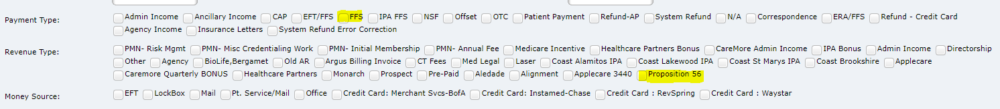 Payment Type: Admin Income Ancillary Income CAP EFT/FFS FFS IPA FFS NSF Offset OTC Patient Payment Refund-AP System Refund N/A Correspondence ERA/FFS Refund - Credit Card
Agency Income Insurance Letters System Refund Error Correction
Revenue Type: PMN- Risk Mgmt PMN- Misc Credentialing Work PMN- Initial Membership PMN- Annual Fee Medicare Incentive Healthcare Partners Bonus CareMore Admin Income IPA Bonus Admin Income Directorship
Other Agency BioLife,Bergamet Old AR Argus Billing Invoice CT Fees Med Legal Laser Coast Alamitos IPA Coast Lakewood IPA Coast St Marys IPA Coast Brookshire Applecare
Caremore Quarterly BONUS Healthcare Partners Monarch Prospect Pre-Paid Aledade Alignment Applecare 3440 Proposition 56
Money Source: EFT LockBox Mail Pt. Service/Mail Office Credit Card: Merchant Svcs-BofA Credit Card: Instamed-Chase Credit Card : RevSpring Credit Card : Waystar